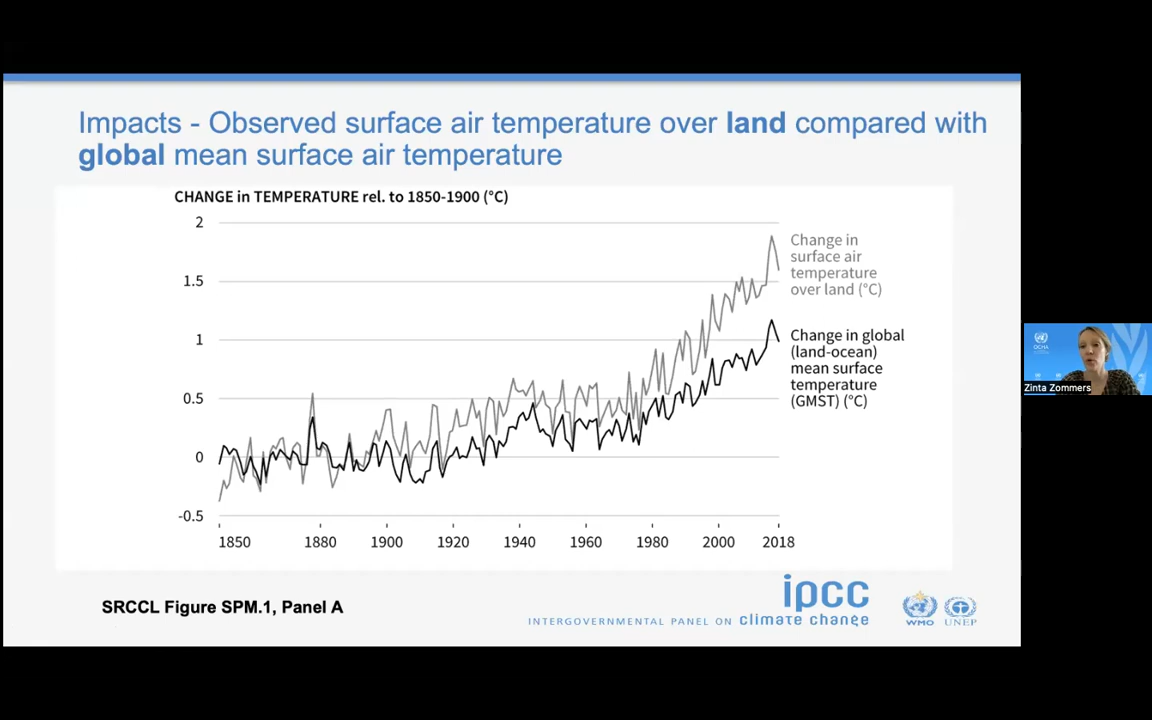 Impacts - Observed surface air temperature over land compared with
global mean surface air temperature
CHANGE in TEMPERATURE rel. to 1850-1900 (°C)
2
1.5
1
0.5
0
-0.5
1850
1880
1900
1920
1940
1960
1980
2000
2018
Change in
surface air
temperature
over land (°C)
Change in global
(land-ocean)
mean surface
temperature
(GMST) (°C)
SRCCL Figure SPM.1, Panel A
ipcc
INTERGOVERNMENTAL PANEL ON climate change
WMO
UNEP
OCHA
Zinta Zommers